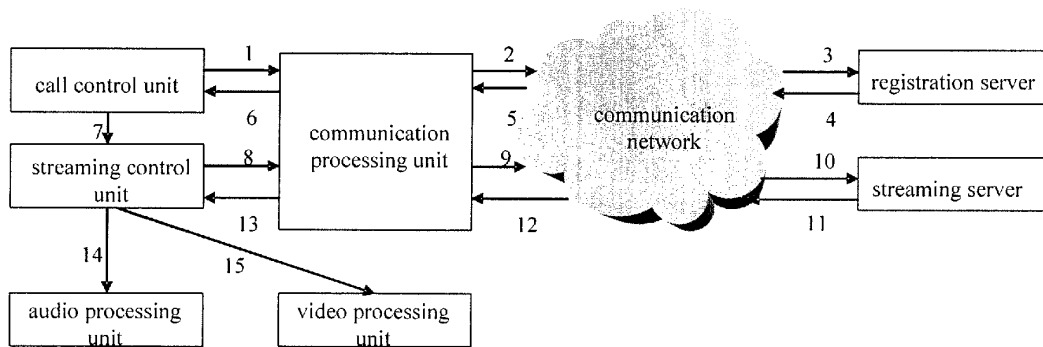 1
2
3
call control unit
registration server
6
5
4
communication
processing unit
communication
network
7
streaming control
unit
8
9
10
streaming server
13
12
11
14
15
audio processing
unit
video processing
unit